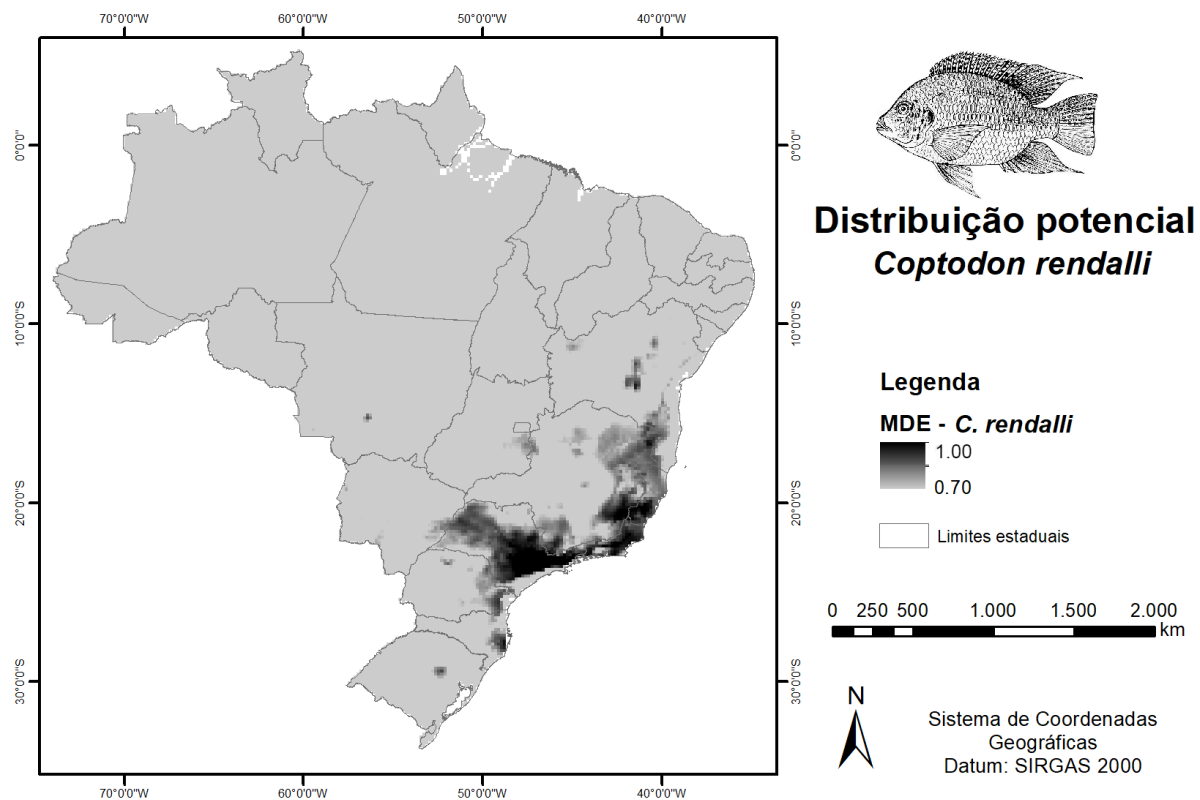 70°0'0"W 60°0'0"W 50°0'0"W 40°0'0"W
0°0'0"
10°0'0"S
20°0'0"S
30°0'0"S
0°0'0"
10°0'0"S
20°0'0"S
30°0'0"S
70°0'0"W 60°0'0"W 50°0'0"W 40°0'0"W
Distribuição potencial
Coptodon rendalli
Legenda
MDE - C. rendalli
1.00
0.70
Limites estaduais
0 250 500 1.000 1.500 2.000
km
N
Sistema de Coordenadas
Geográficas
Datum: SIRGAS 2000